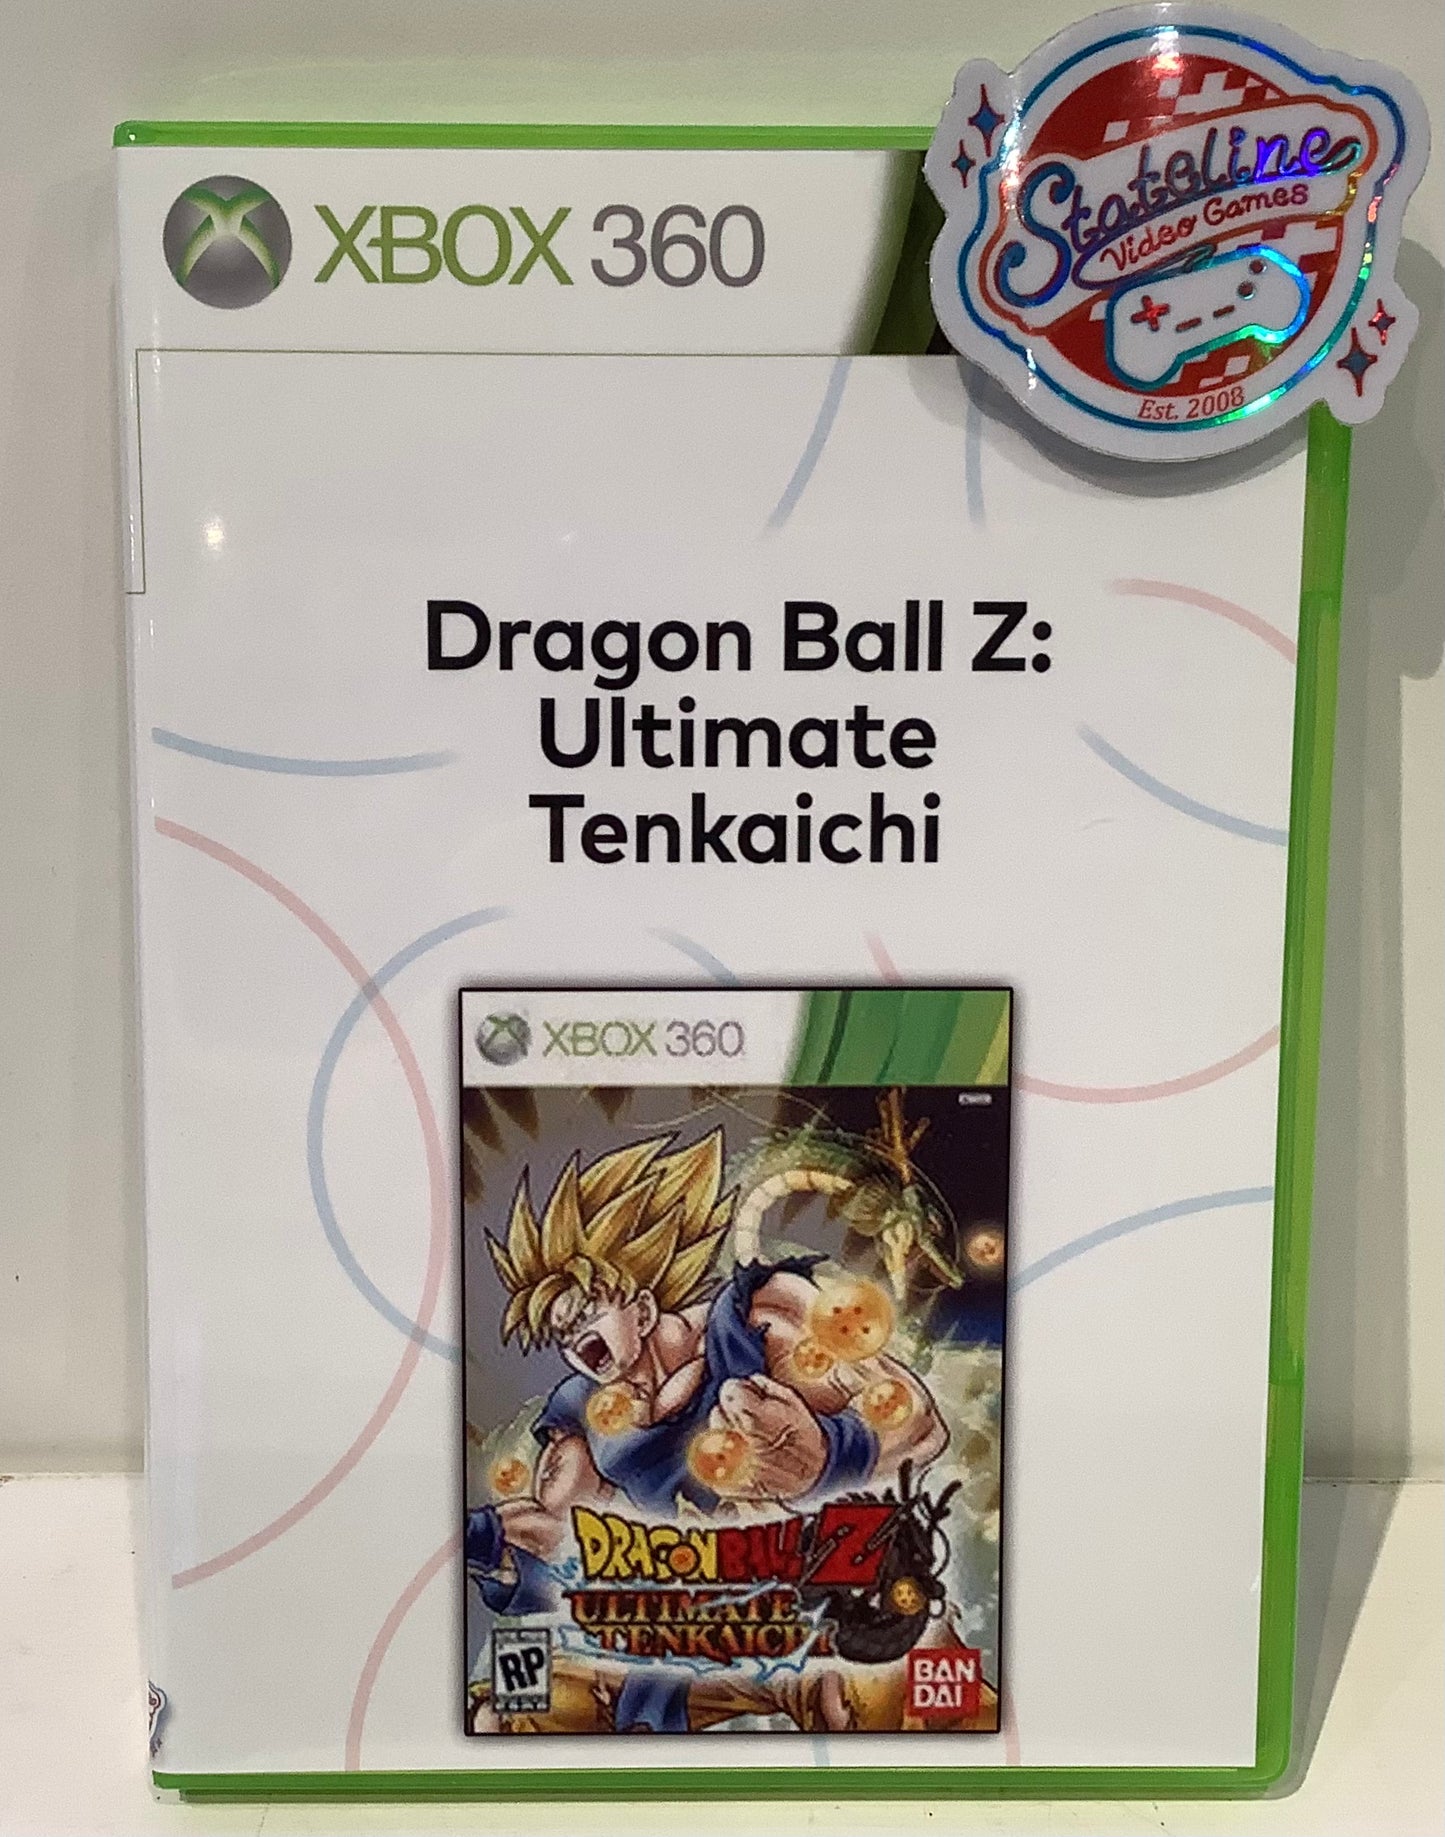 XBOX 360
Stateline
Video Games
Est. 2008
Dragon Ball Z:
Ultimate
Tenkaichi
XBOX 360
DRAGON BALL Z
ULTIMATE
TENKAICHI
RP
BAN
DAI